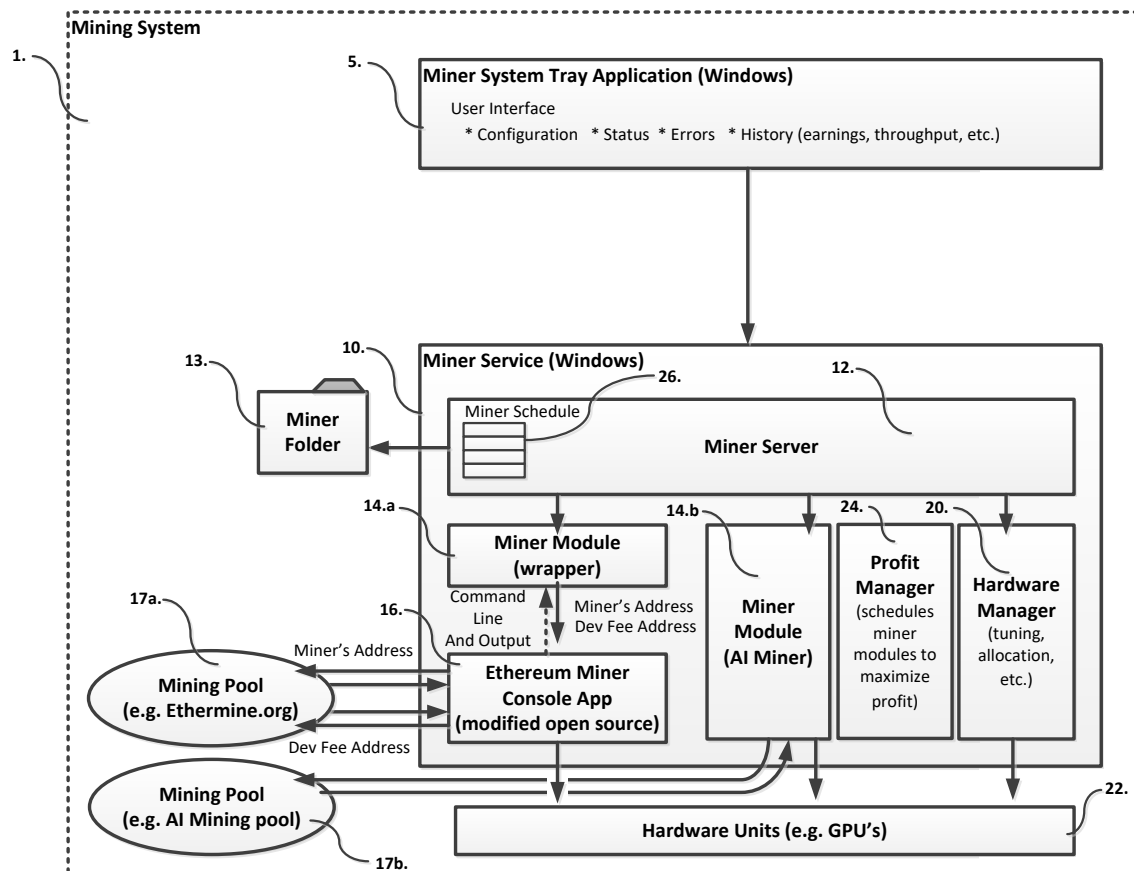 Mining System
1.
5.
Miner System Tray Application (Windows)
User Interface
* Configuration * Status * Errors * History (earnings, throughput, etc.)
10.
Miner Service (Windows)
13.
Miner
Folder
26.
12.
Miner Schedule
Miner Server
14.a
Miner Module
(wrapper)
14.b
Miner
Module
(AI Miner)
24.
Profit
Manager
(schedules
miner
modules to
maximize
profit)
20.
Hardware
Manager
(tuning,
allocation,
etc.)
Command
Line
And Output
Miner's Address
Dev Fee Address
16.
Ethereum Miner
Console App
(modified open source)
17a.
Miner's Address
Mining Pool
(e.g. Ethermine.org)
Dev Fee Address
Mining Pool
(e.g. AI Mining pool)
17b.
22.
Hardware Units (e.g. GPU's)